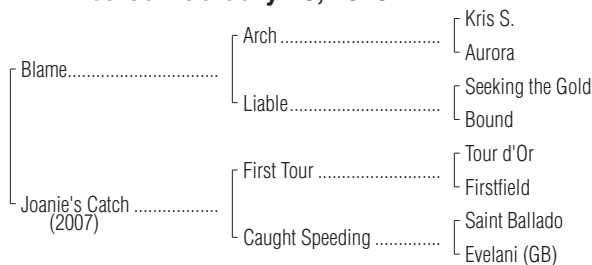 Kris S.
Arch
Aurora
Blame
Seeking the Gold
Liable
Bound
Tour d'Or
First Tour
Firstfield
Joanie's Catch
(2007)
Saint Ballado
Caught Speeding
Evelani (GB)